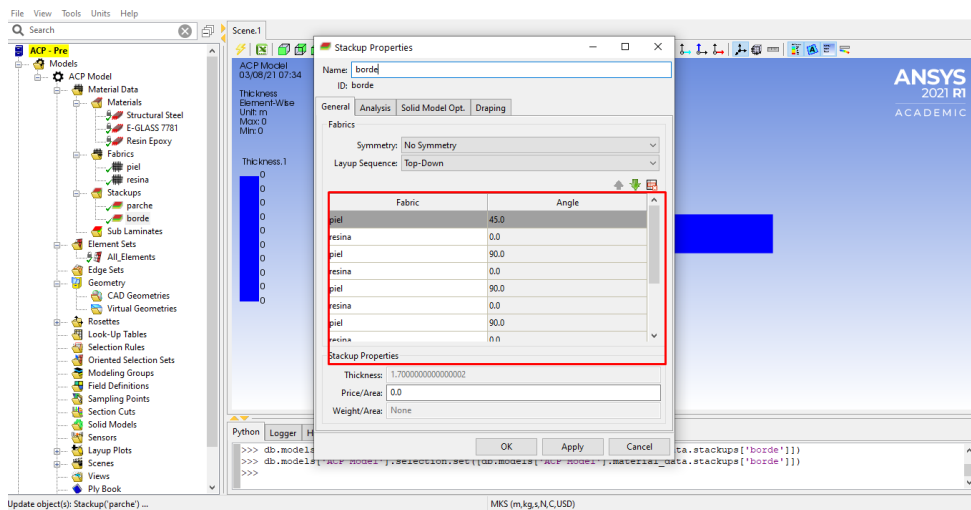 File View Tools Units Help
Search
ACP - Pre
Models
ACP Model
Material Data
Materials
Structural Steel
E-GLASS 7781
Resin Epoxy
Fabrics
piel
resina
Stackups
parche
borde
Sub Laminates
Element Sets
All_Elements
Edge Sets
Geometry
CAD Geometries
Virtual Geometries
Rosettes
Look-Up Tables
Selection Rules
Oriented Selection Sets
Modeling Groups
Field Definitions
Sampling Points
Section Cuts
Solid Models
Sensors
Layup Plots
Scenes
Views
Ply Book
Scene.1
ACP Model
03/08/21 07:34
Thickness
Element-Wise
Unit: m
Max: 0
Min: 0
Thickness.1
0
0
0
0
0
0
0
0
0
0
Stackup Properties
Name: borde
ID: borde
General Analysis Solid Model Opt. Draping
Fabrics
Symmetry: No Symmetry
Layup Sequence: Top-Down
Fabric Angle
piel 45.0
resina 0.0
piel 90.0
resina 0.0
piel 90.0
resina 0.0
piel 90.0
resina 0.0
Stackup Properties
Thickness: 1.7000000000000002
Price/Area: 0.0
Weight/Area: None
OK Apply Cancel
ANSYS
2021 R1
ACADEMIC
Python Logger H
>>> db.models ta.stackups['borde']])
>>> db.models['ACP Model'].selection.set([db.models['ACP Model'].material_data.stackups['borde']])
>>>
Update object(s): Stackup('parche') ... MKS (m,kg,s,N,C,USD)